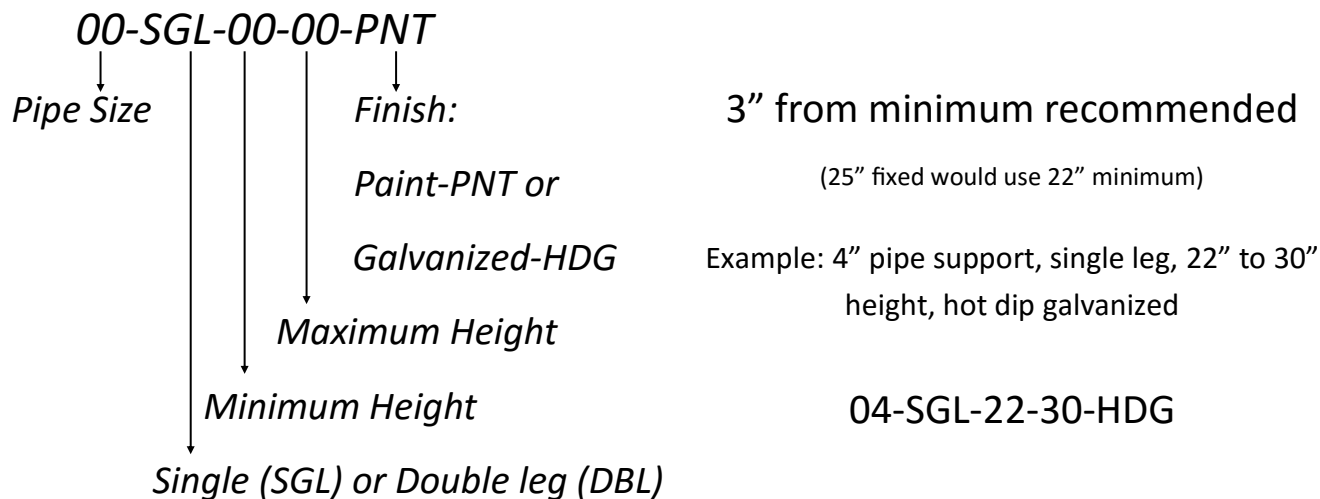 00-SGL-00-00-PNT
Pipe Size
Finish:
Paint-PNT or
Galvanized-HDG
Maximum Height
Minimum Height
Single (SGL) or Double leg (DBL)
3” from minimum recommended
(25” fixed would use 22” minimum)
Example: 4” pipe support, single leg, 22” to 30”
height, hot dip galvanized
04-SGL-22-30-HDG